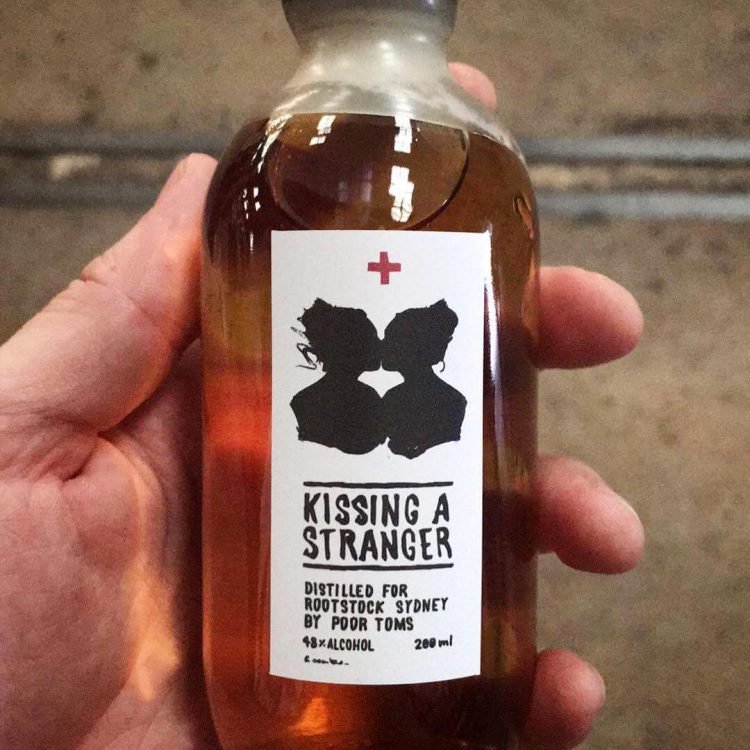 KISSING A
STRANGER
DISTILLED FOR
ROOTSTOCK SYDNEY
BY POOR TOMS
48% ALCOHOL 200 ml